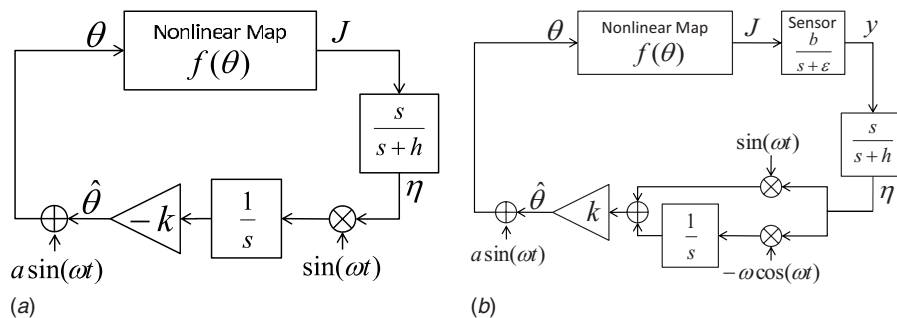 θ
Nonlinear Map
f(θ)
J
s
s + h
η
sin(ωt)
1
s
−k
θ̂
a sin(ωt)
(a)
θ
Nonlinear Map
f(θ)
J
Sensor
b
s + ε
y
s
s + h
η
sin(ωt)
−ω cos(ωt)
1
s
k
θ̂
a sin(ωt)
(b)